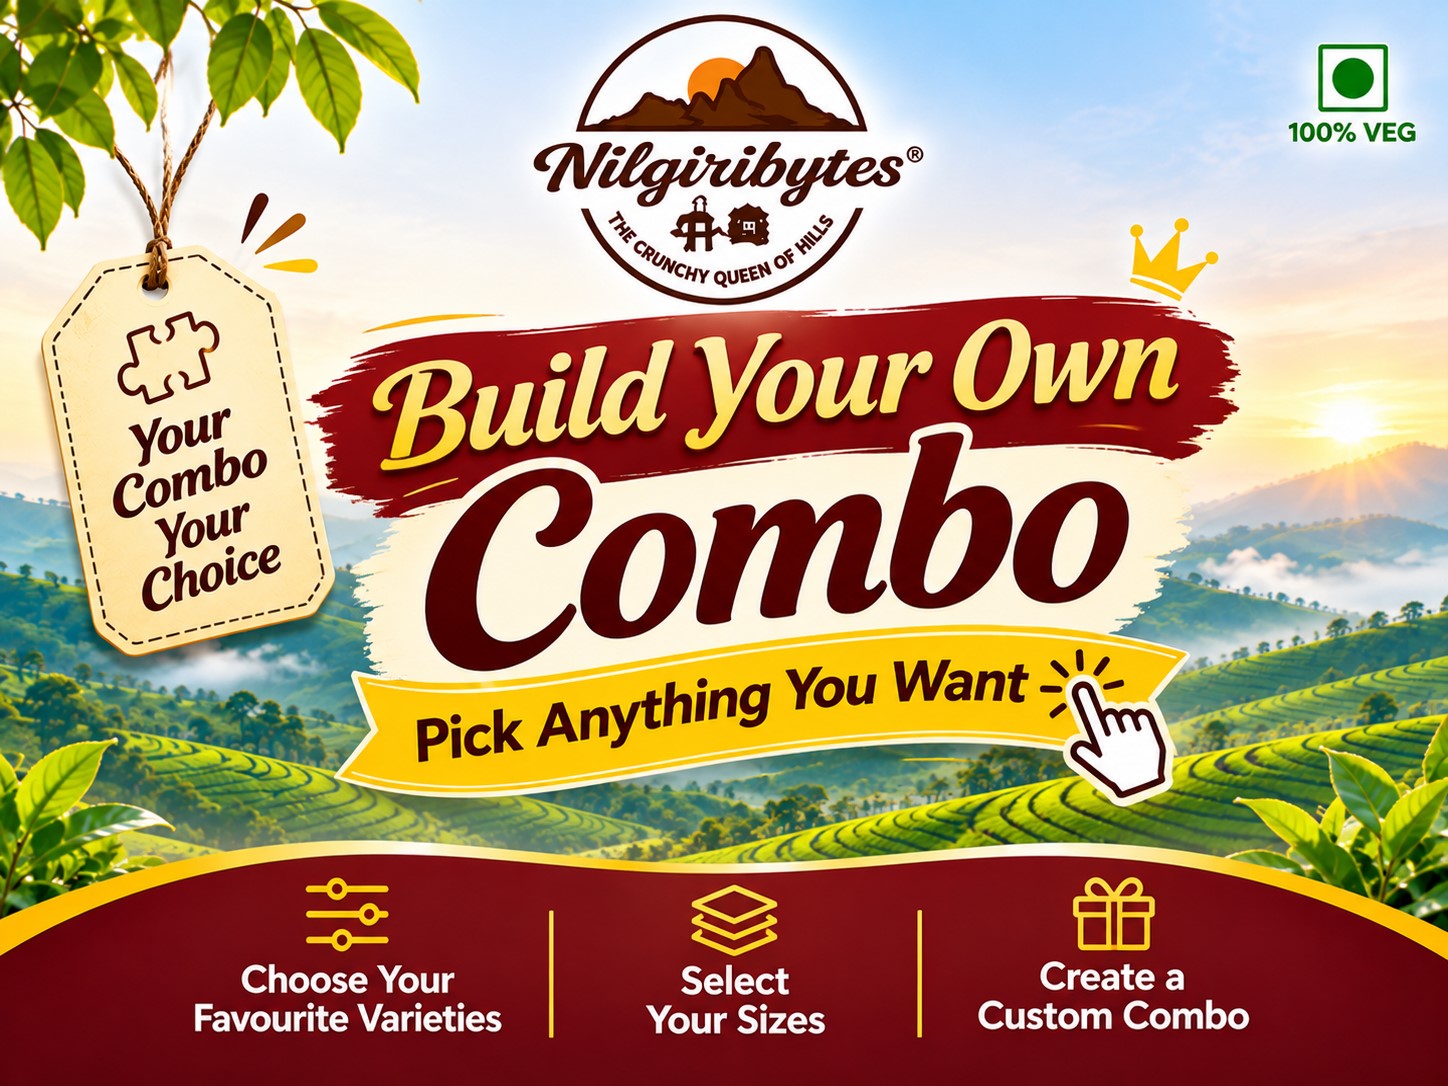 Nilgiribytes®
THE CRUNCHY QUEEN OF HILLS
100% VEG
Your
Combo
Your
Choice
Build Your Own
Combo
Pick Anything You Want
Choose Your
Favourite Varieties
Select
Your Sizes
Create a
Custom Combo